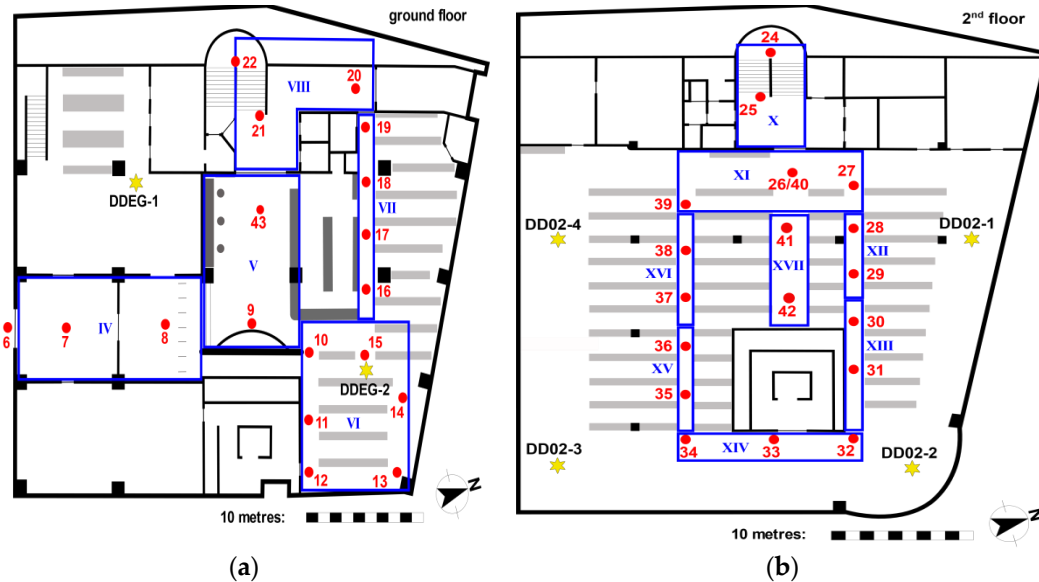 ground floor
22
VIII
20
21
19
18
DDEG-1
VII
43
17
V
16
9
6
7
IV
8
10
15
DDEG-2
14
11
VI
12
13
N
10 metres:
(a)
2nd floor
24
25
X
XI
26/40
27
39
DD02-4
DD02-1
41
28
38
XII
XVI
XVII
29
37
42
30
36
XIII
XV
31
35
DD02-3
DD02-2
34
XIV
33
32
N
10 metres:
(b)